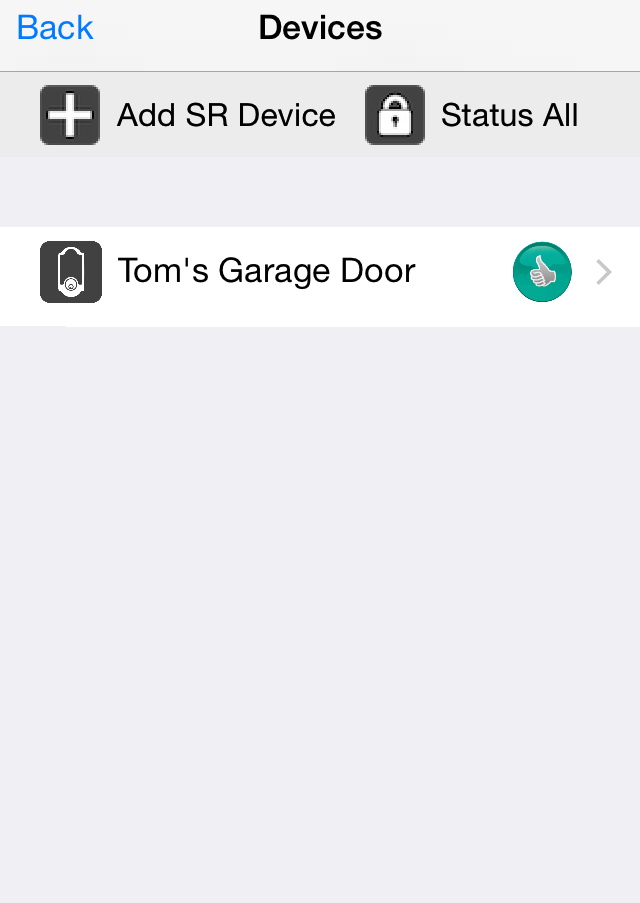 Back Devices
Add SR Device Status All
Tom's Garage Door